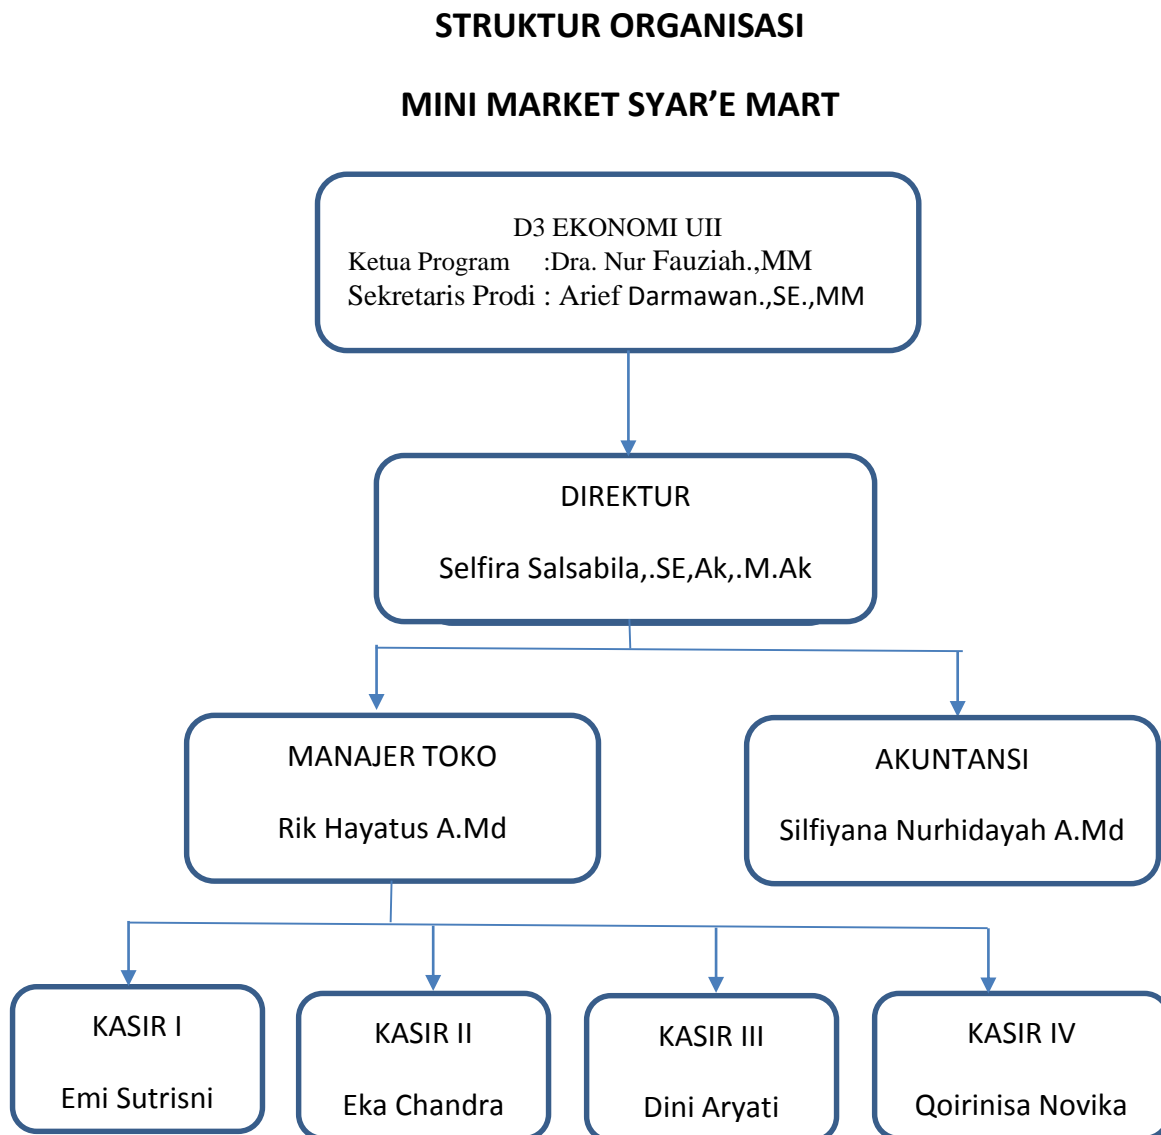 STRUKTUR ORGANISASI
MINI MARKET SYAR’E MART
D3 EKONOMI UII
Ketua Program :Dra. Nur Fauziah.,MM
Sekretaris Prodi : Arief Darmawan.,SE.,MM
DIREKTUR
Selfira Salsabila,.SE,Ak,.M.Ak
MANAJER TOKO
Rik Hayatus A.Md
AKUNTANSI
Silfiyana Nurhidayah A.Md
KASIR I
Emi Sutrisni
KASIR II
Eka Chandra
KASIR III
Dini Aryati
KASIR IV
Qoirinisa Novika